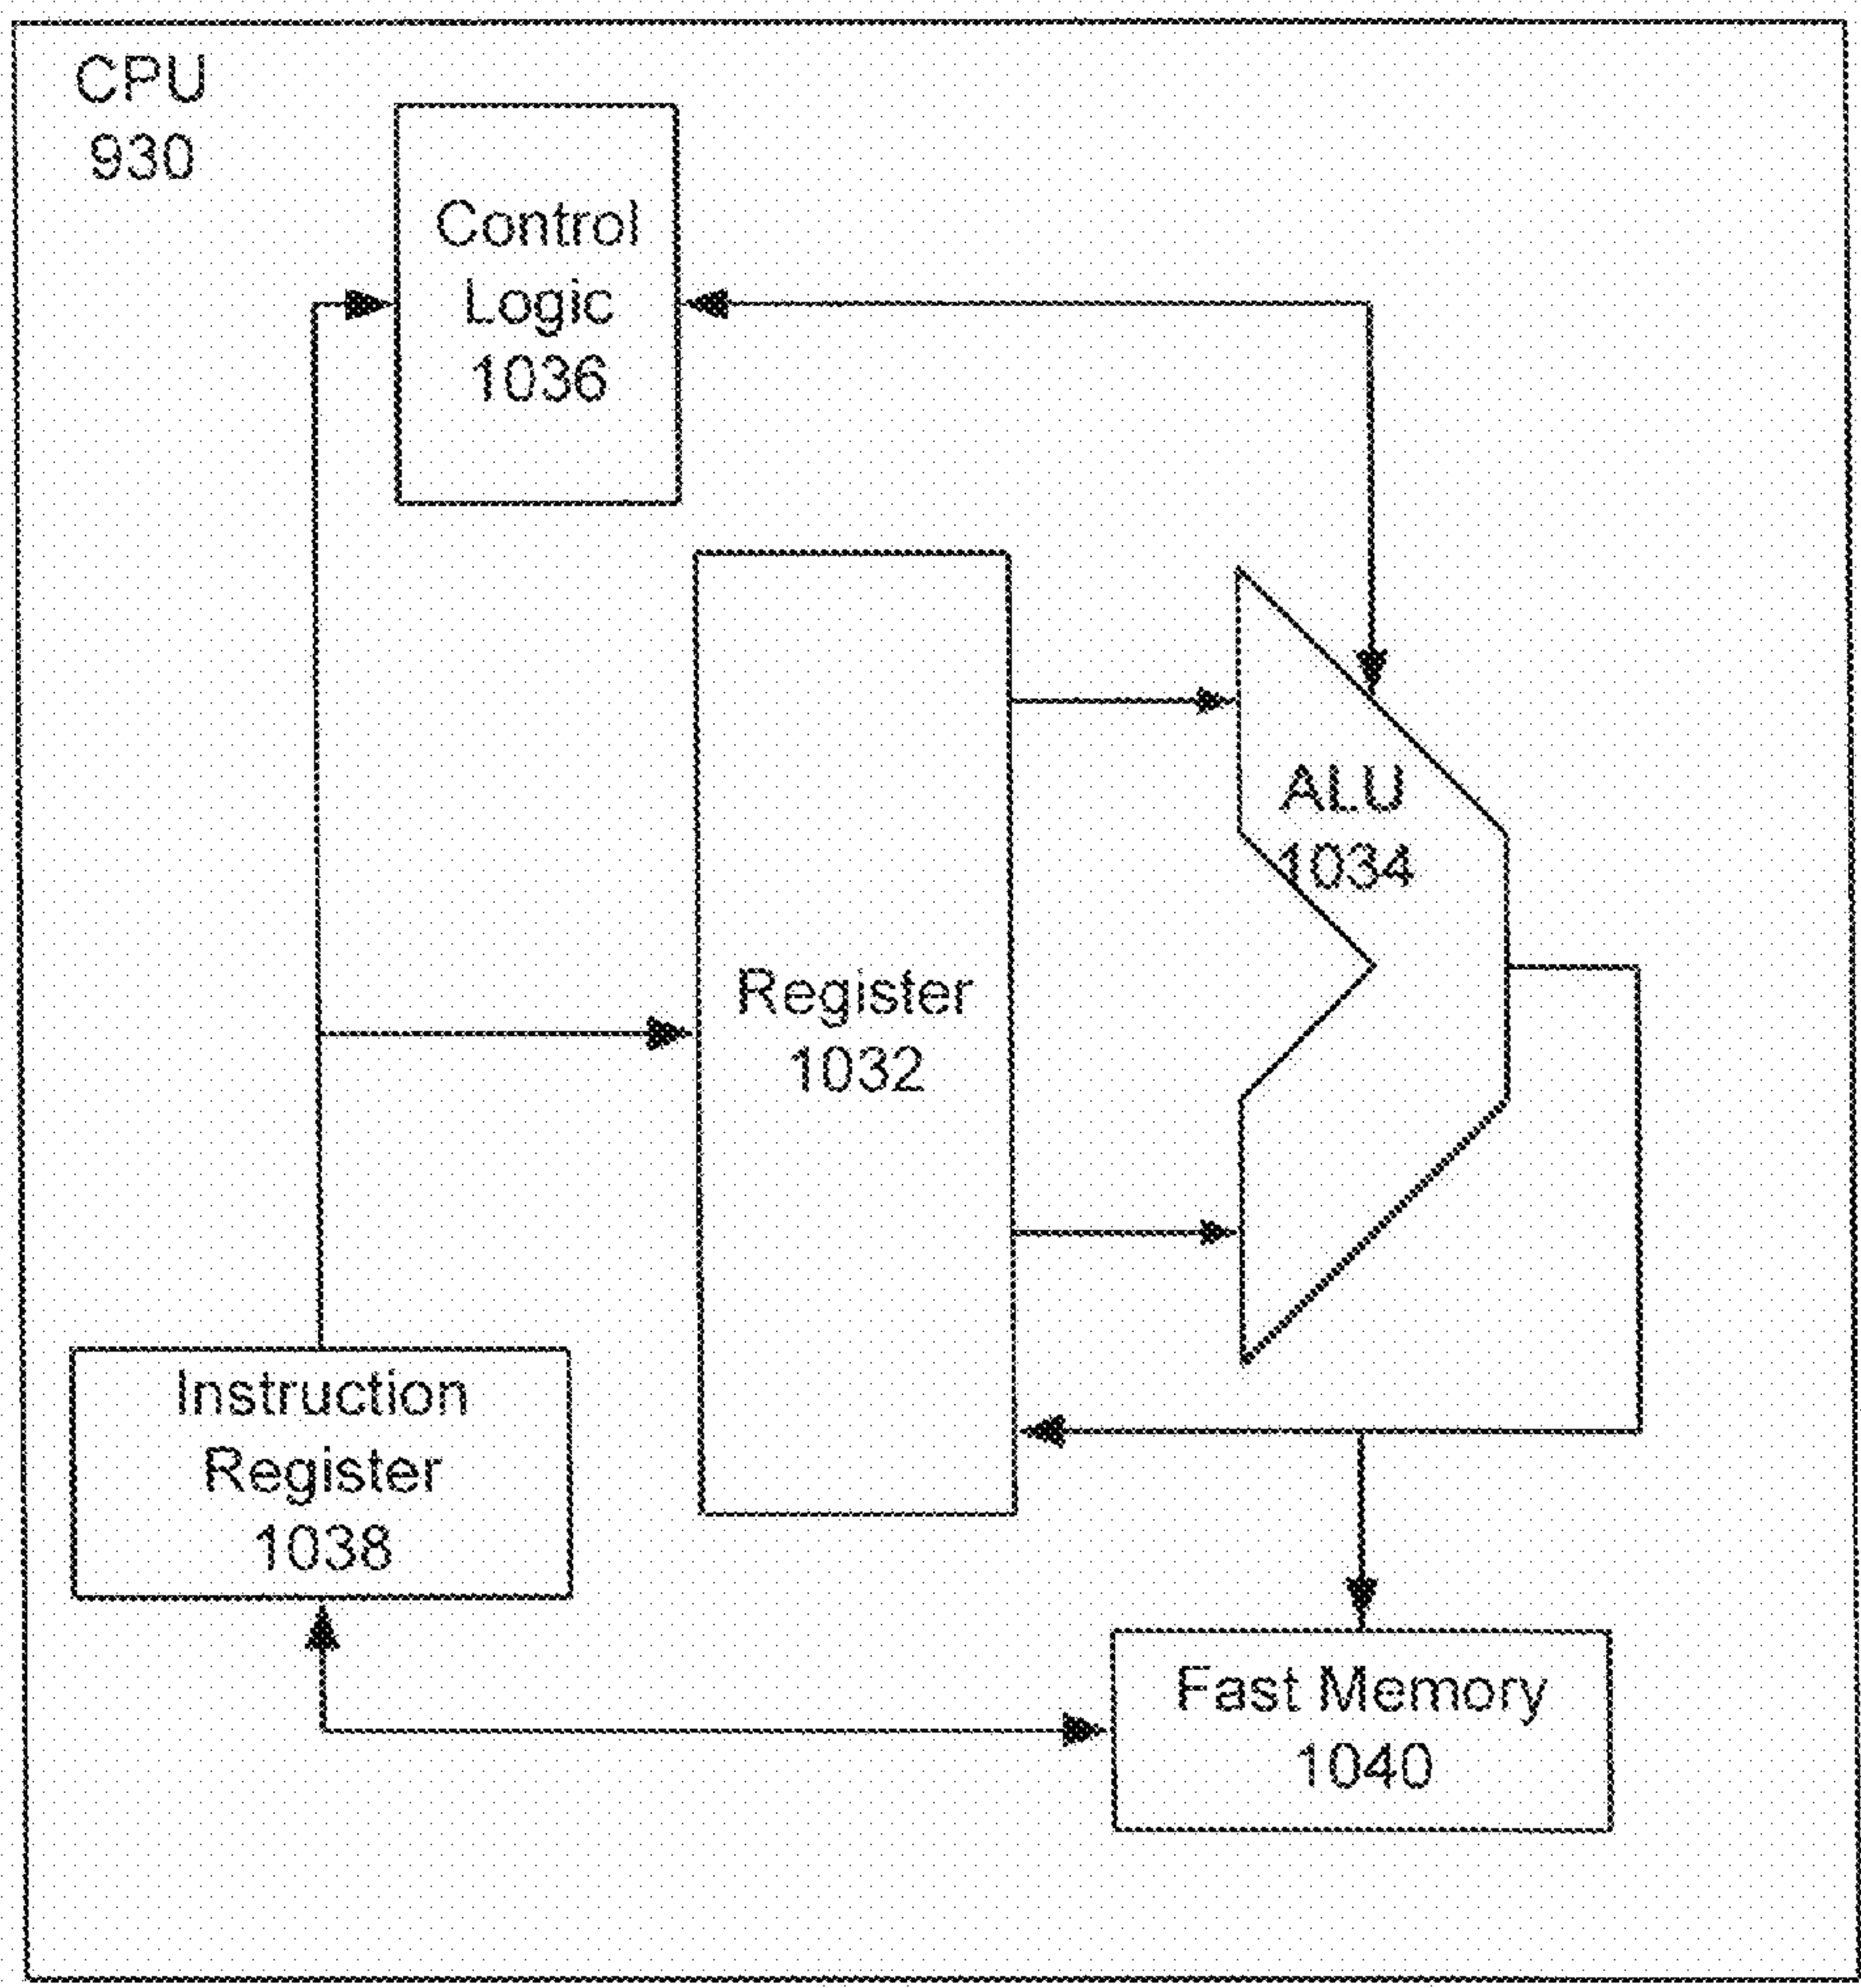 CPU
930
Control
Logic
1036
ALU
1034
Register
1032
Instruction
Register
1038
Fast Memory
1040